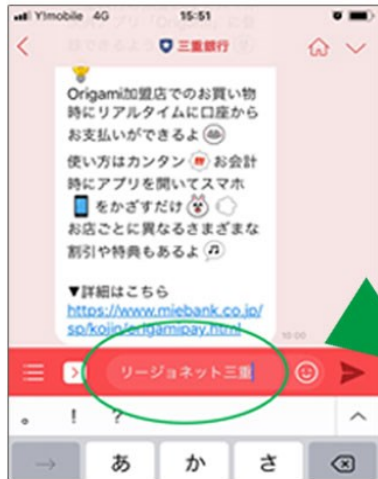 Y!mobile 4G 15:51
三重銀行
Origami加盟店でのお買い物
時にリアルタイムに口座から
お支払いができるよ
使い方はカンタン お会計
時にアプリを開いてスマホ
をかざすだけ
お店ごとに異なるさまざまな
割引や特典もあるよ
▼詳細はこちら
https://www.miebank.co.jp/
sp/kojin/origamipay.html
10:00
リージョネット三重
。 ! ?
→ あ か さ